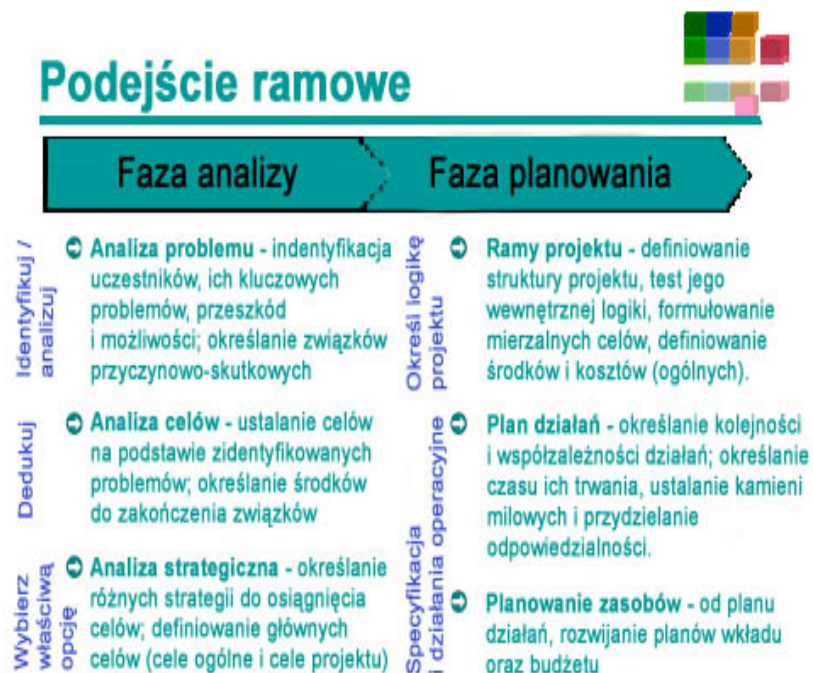 Podejście ramowe
Faza analizy
Faza planowania
Identyfikuj /
analizuj
Analiza problemu - indentyfikacja
uczestników, ich kluczowych
problemów, przeszkód
i możliwości; określanie związków
przyczynowo-skutkowych
Dedukuj
Analiza celów - ustalanie celów
na podstawie zidentyfikowanych
problemów; określanie środków
do zakończenia związków
Wybierz
właściwą
opcję
Analiza strategiczna - określanie
różnych strategii do osiągnięcia
celów; definiowanie głównych
celów (cele ogólne i cele projektu)
Określ logikę
projektu
Ramy projektu - definiowanie
struktury projektu, test jego
wewnętrznej logiki, formułowanie
mierzalnych celów, definiowanie
środków i kosztów (ogólnych).
Specyfikacja
i działania operacyjne
Plan działań - określanie kolejności
i współzależności działań; określanie
czasu ich trwania, ustalanie kamieni
milowych i przydzielanie
odpowiedzialności.
Planowanie zasobów - od planu
działań, rozwijanie planów wkładu
oraz budżetu